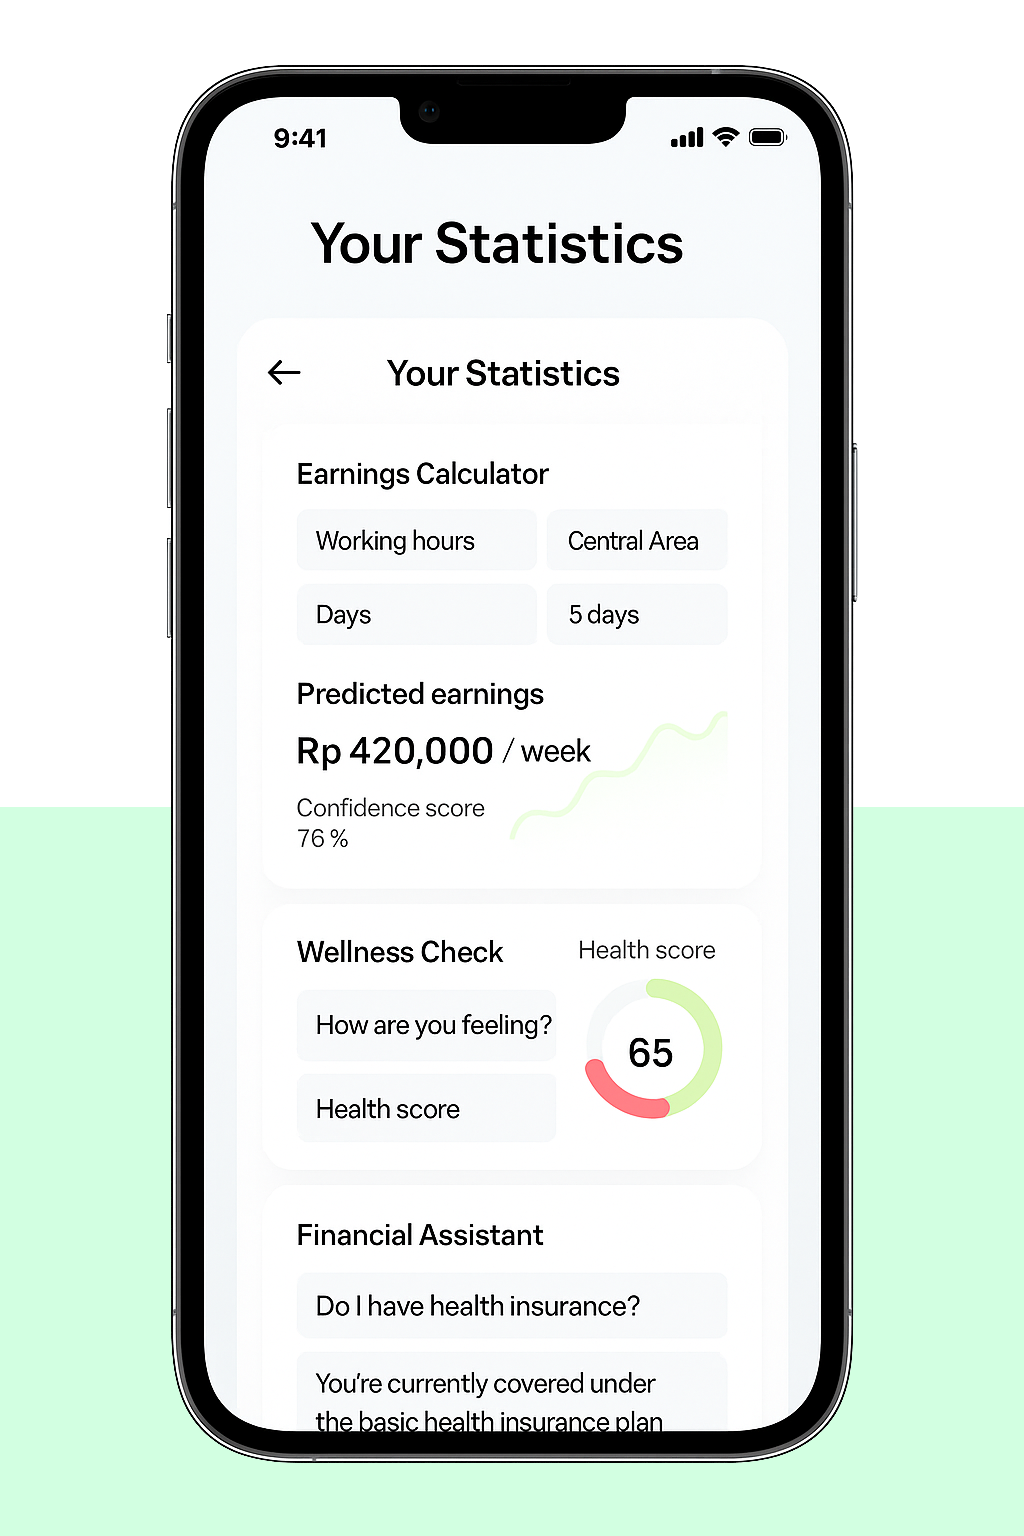 9:41
Your Statistics
Your Statistics
Earnings Calculator
Working hours
Central Area
Days
5 days
Predicted earnings
Rp 420,000 / week
Confidence score
76 %
Wellness Check
Health score
How are you feeling?
65
Health score
Financial Assistant
Do I have health insurance?
You're currently covered under
the basic health insurance plan